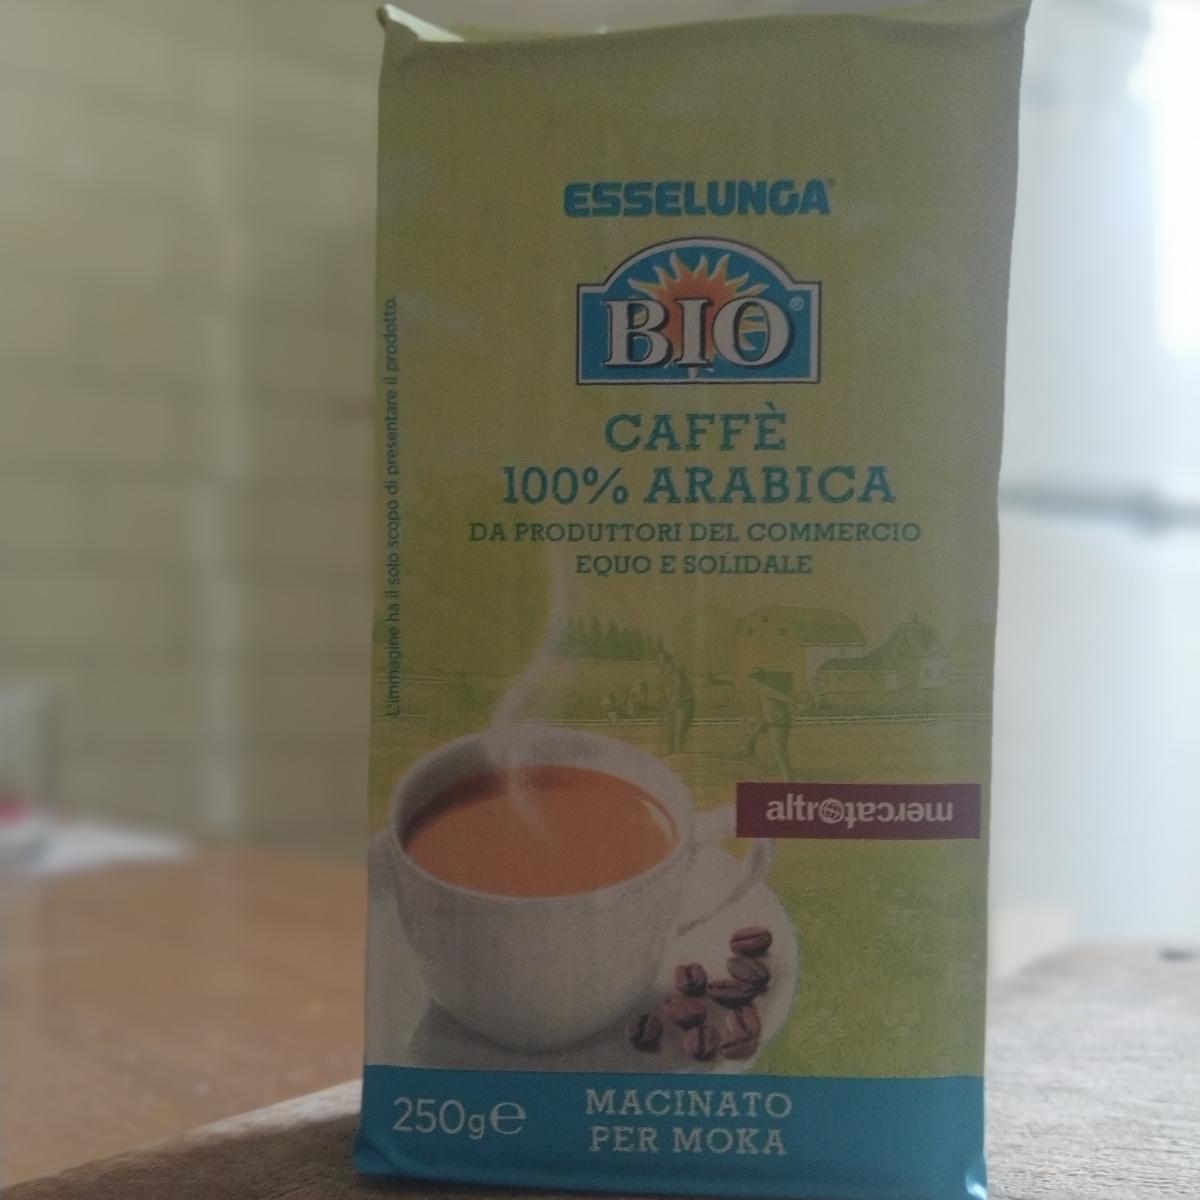 ESSELUNGA®
BIO®
CAFFÈ
100% ARABICA
DA PRODUTTORI DEL COMMERCIO
EQUO E SOLIDALE
L'immagine ha il solo scopo di presentare il prodotto.
altromercato
250g℮
MACINATO
PER MOKA